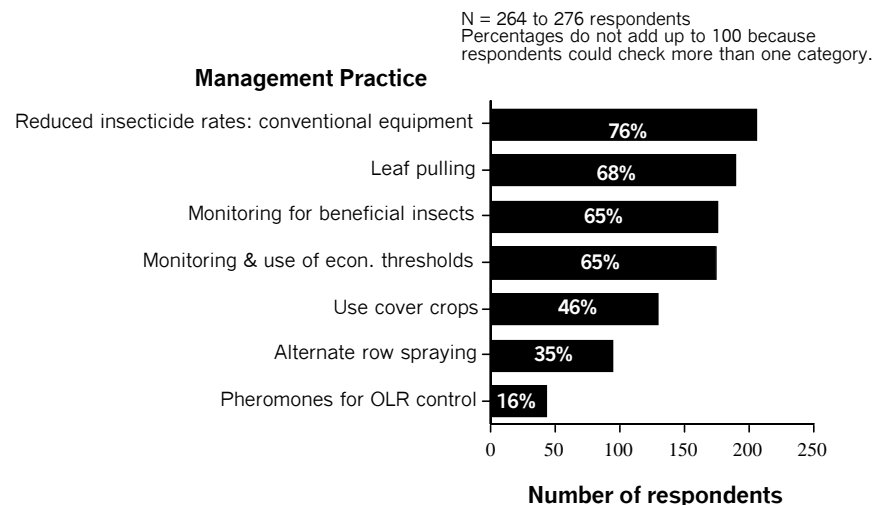 N = 264 to 276 respondents
Percentages do not add up to 100 because
respondents could check more than one category.
Management Practice
Reduced insecticide rates: conventional equipment
76%
Leaf pulling
68%
Monitoring for beneficial insects
65%
Monitoring & use of econ. thresholds
65%
Use cover crops
46%
Alternate row spraying
35%
Pheromones for OLR control
16%
0 50 100 150 200 250
Number of respondents